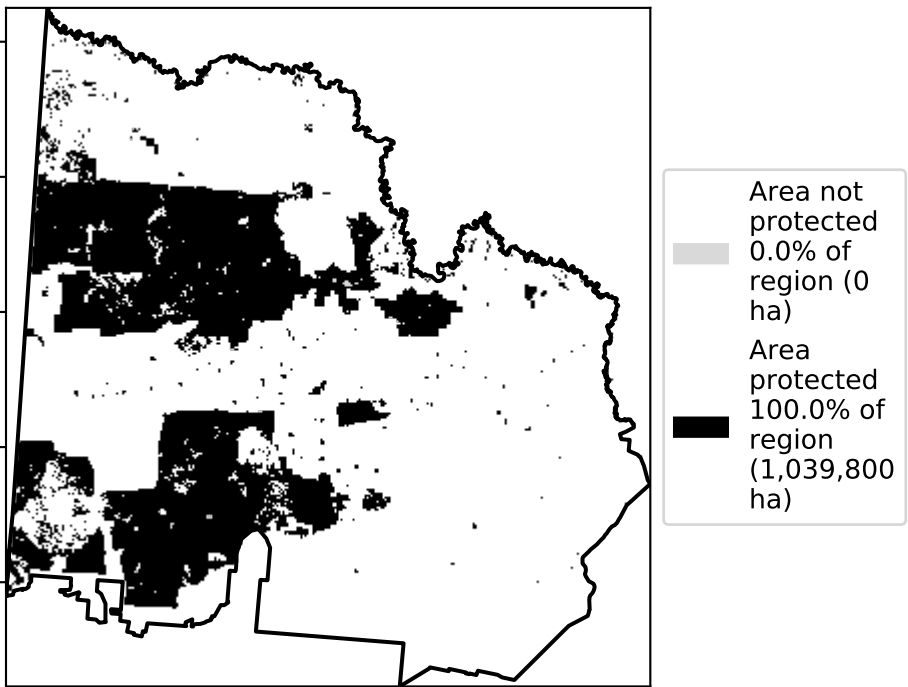 Area not
protected
0.0% of
region (0
ha)
Area
protected
100.0% of
region
(1,039,800
ha)